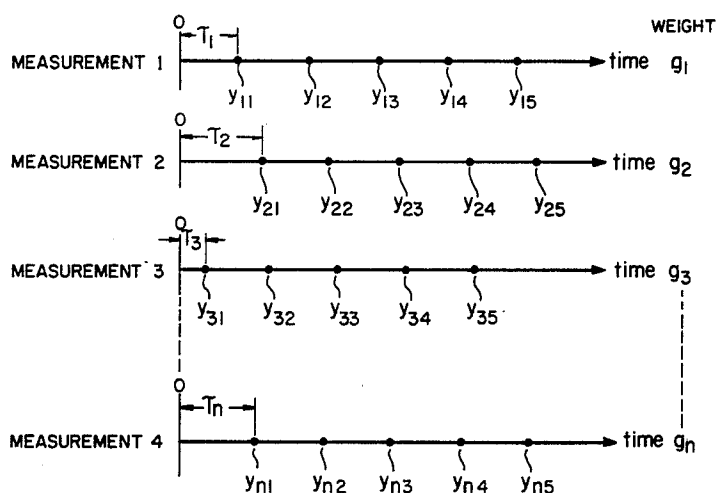 WEIGHT
0
T1
MEASUREMENT 1 time g1
y11 y12 y13 y14 y15
0
T2
MEASUREMENT 2 time g2
y21 y22 y23 y24 y25
0
T3
MEASUREMENT 3 time g3
y31 y32 y33 y34 y35
0
Tn
MEASUREMENT 4 time gn
yn1 yn2 yn3 yn4 yn5